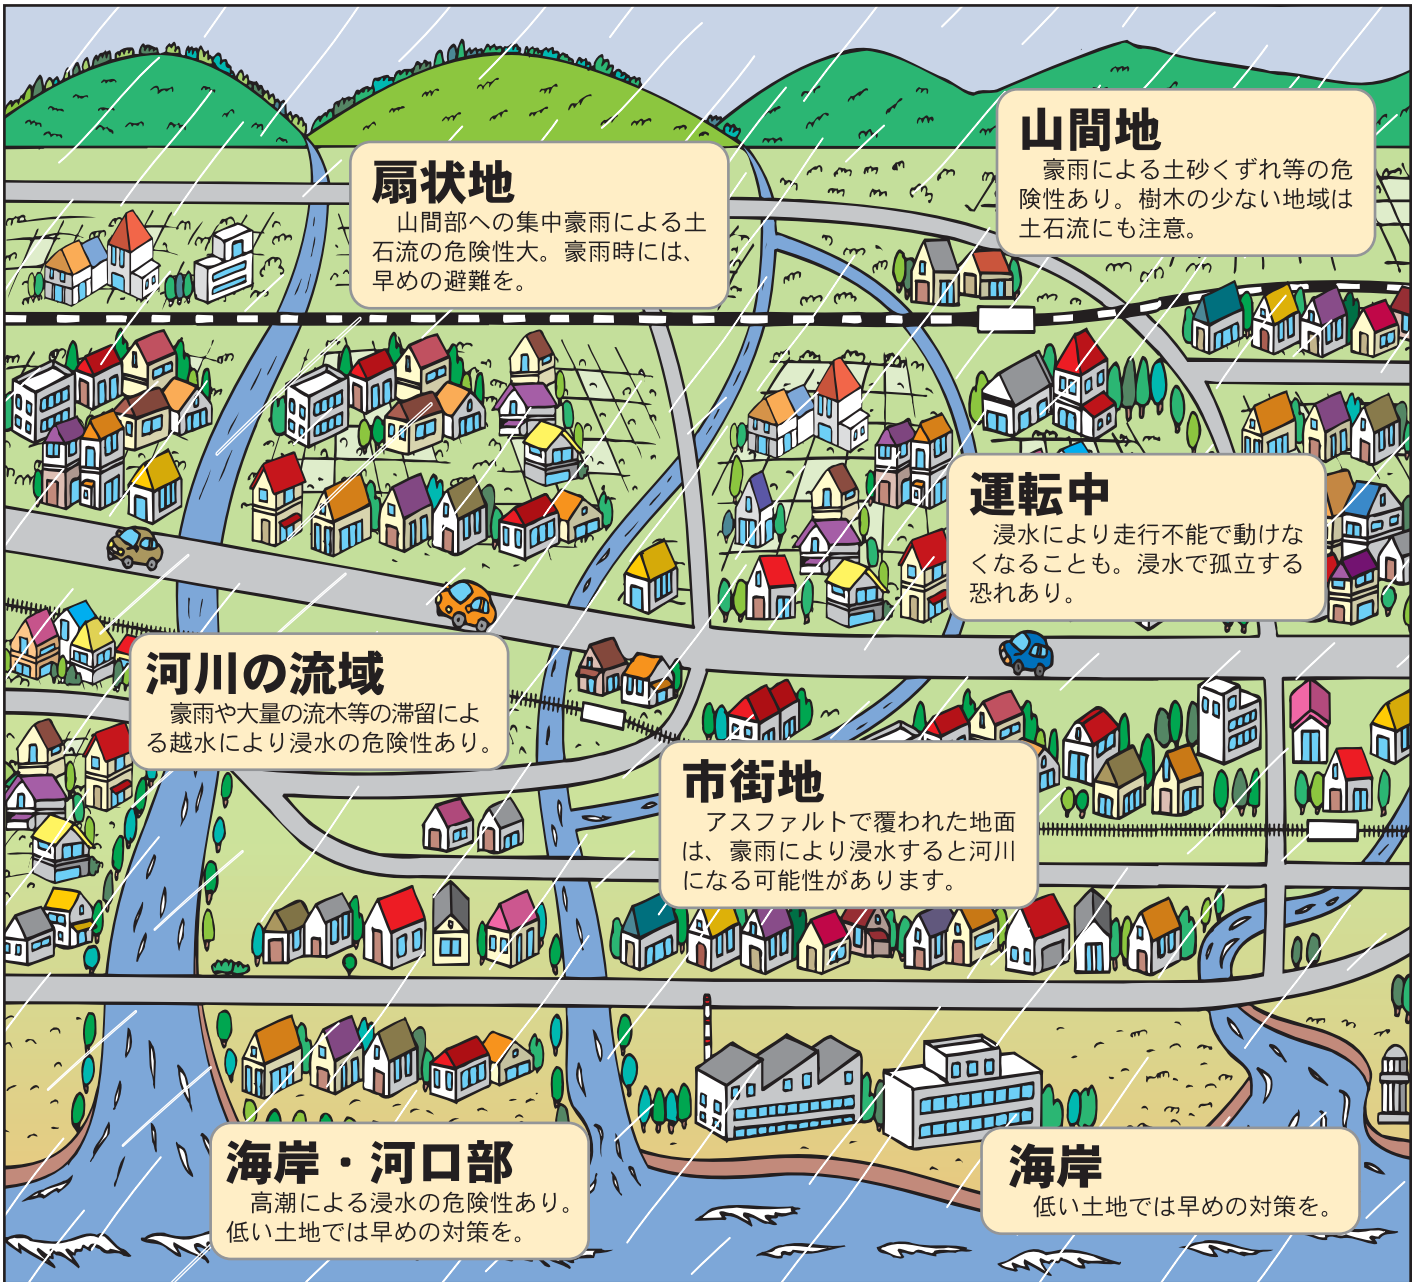 山間地
豪雨による土砂くずれ等の危
険性あり。樹木の少ない地域は
土石流にも注意。
扇状地
山間部への集中豪雨による土
石流の危険性大。豪雨時には、
早めの避難を。
運転中
浸水により走行不能で動けな
くなることも。浸水で孤立する
恐れあり。
河川の流域
豪雨や大量の流木等の滞留によ
る越水により浸水の危険性あり。
市街地
アスファルトで覆われた地面
は、豪雨により浸水すると河川
になる可能性があります。
海岸・河口部
高潮による浸水の危険性あり。
低い土地では早めの対策を。
海岸
低い土地では早めの対策を。